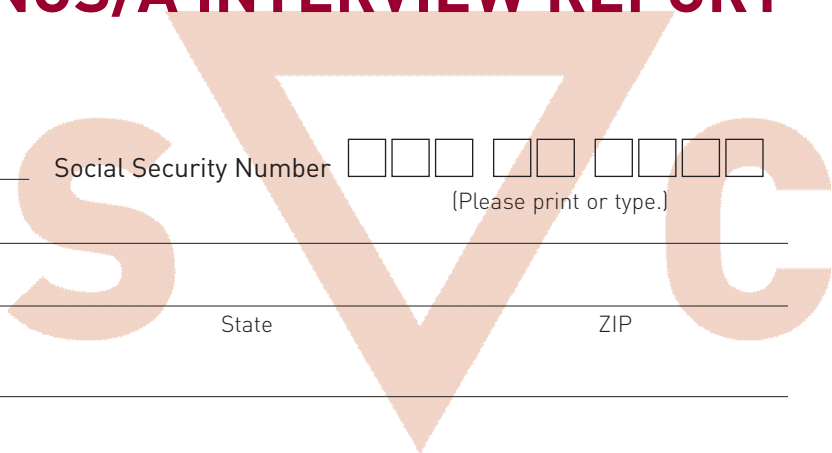 NUS/A INTERVIEW REPORT
Social Security Number
(Please print or type.)
State ZIP
S C